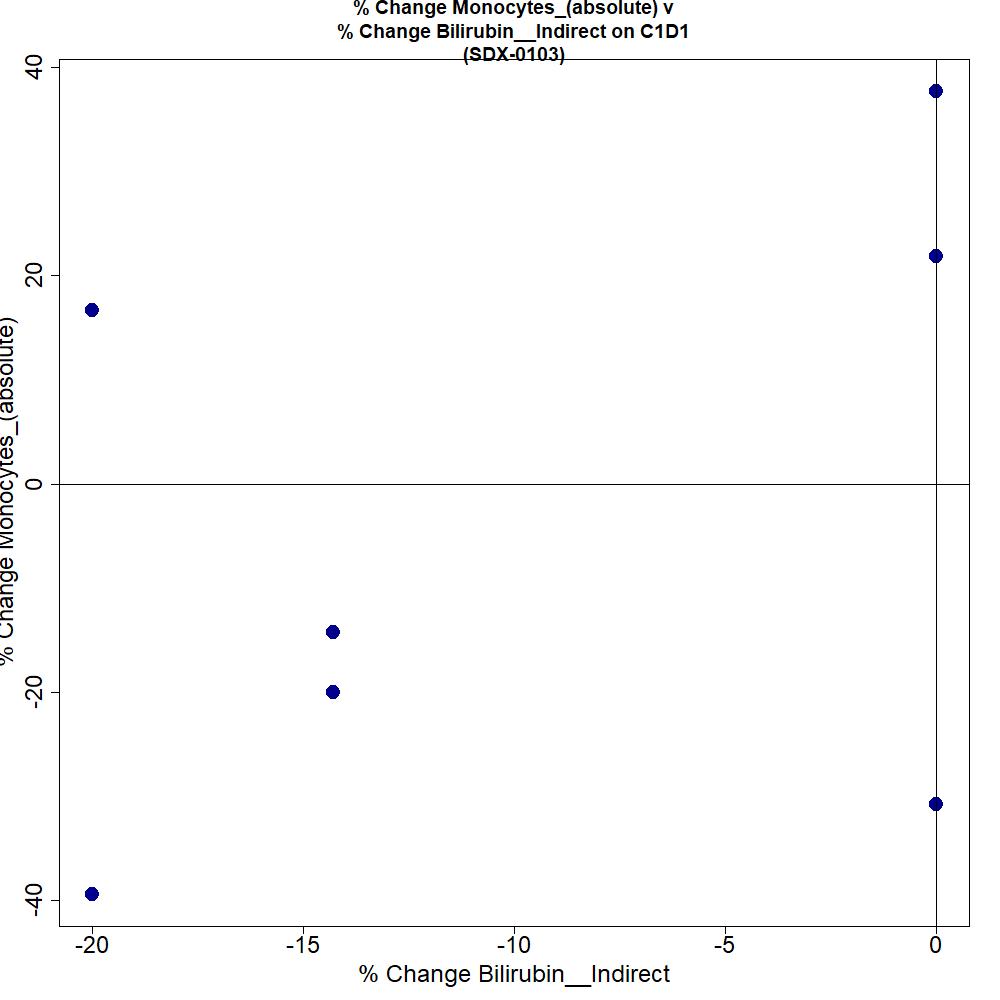 % Change Monocytes_(absolute) v
% Change Bilirubin__Indirect on C1D1
(SDX-0103)
% Change Monocytes_(absolute)
40
20
0
-20
-40
-20 -15 -10 -5 0
% Change Bilirubin__Indirect